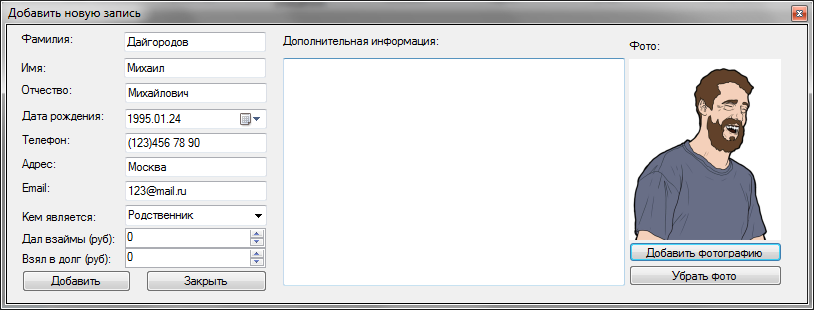 Добавить новую запись
Фамилия: Дайгородов
Имя: Михаил
Отчество: Михайлович
Дата рождения: 1995.01.24
Телефон: (123)456 78 90
Адрес: Москва
Email: 123@mail.ru
Кем является: Родственник
Дал взаймы (руб): 0
Взял в долг (руб): 0
Добавить Закрыть
Дополнительная информация:
Фото:
Добавить фотографию
Убрать фото